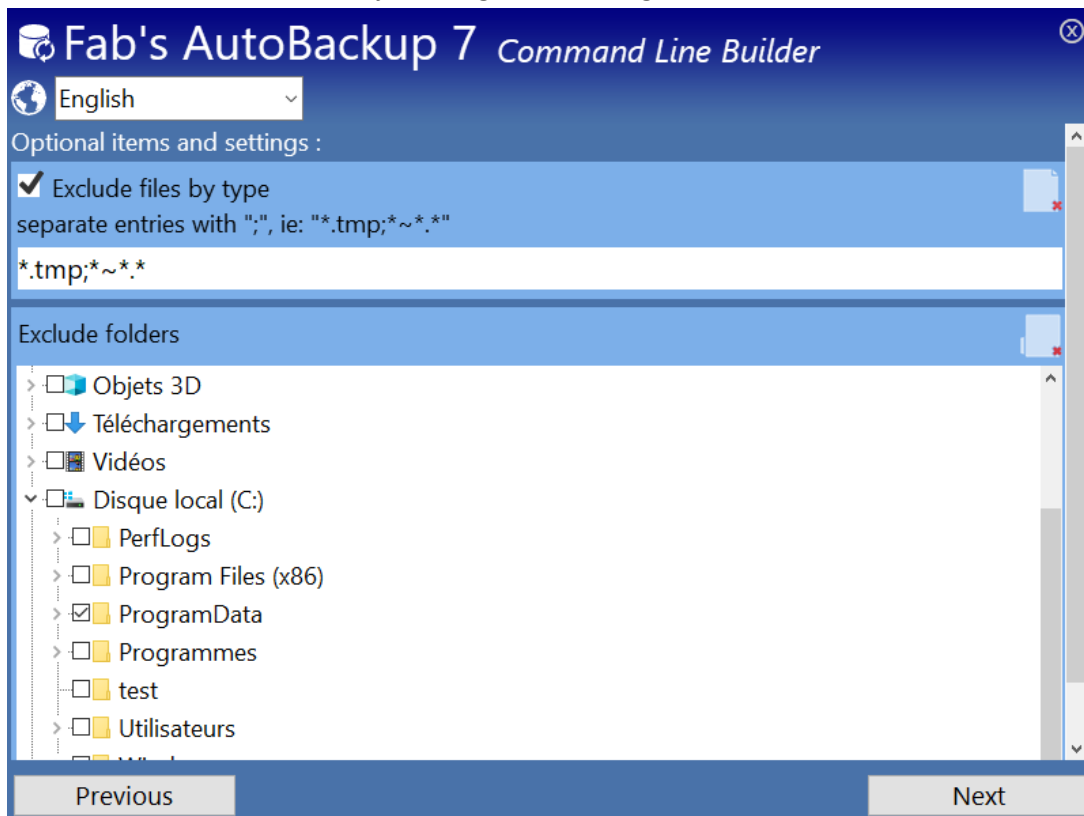 Fab's AutoBackup 7 Command Line Builder
English
Optional items and settings :
Exclude files by type
separate entries with ";", ie: "*.tmp;*~*.*"
*.tmp;*~*.*
Exclude folders
Objets 3D
Téléchargements
Vidéos
Disque local (C:)
PerfLogs
Program Files (x86)
ProgramData
Programmes
test
Utilisateurs
Previous
Next